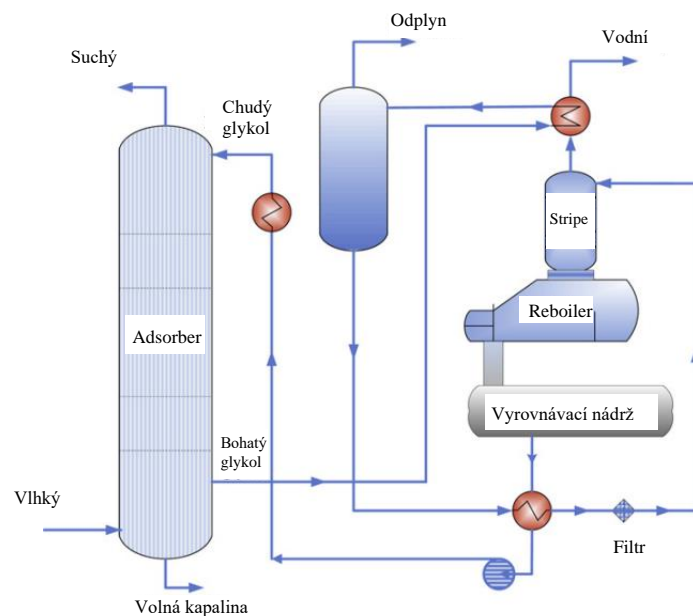 Odplyn
Vodní
Suchý
Chudý
glykol
Stripe
Reboiler
Adsorber
Vyrovnávací nádrž
Bohatý
glykol
Vlhký
Filtr
Volná kapalina